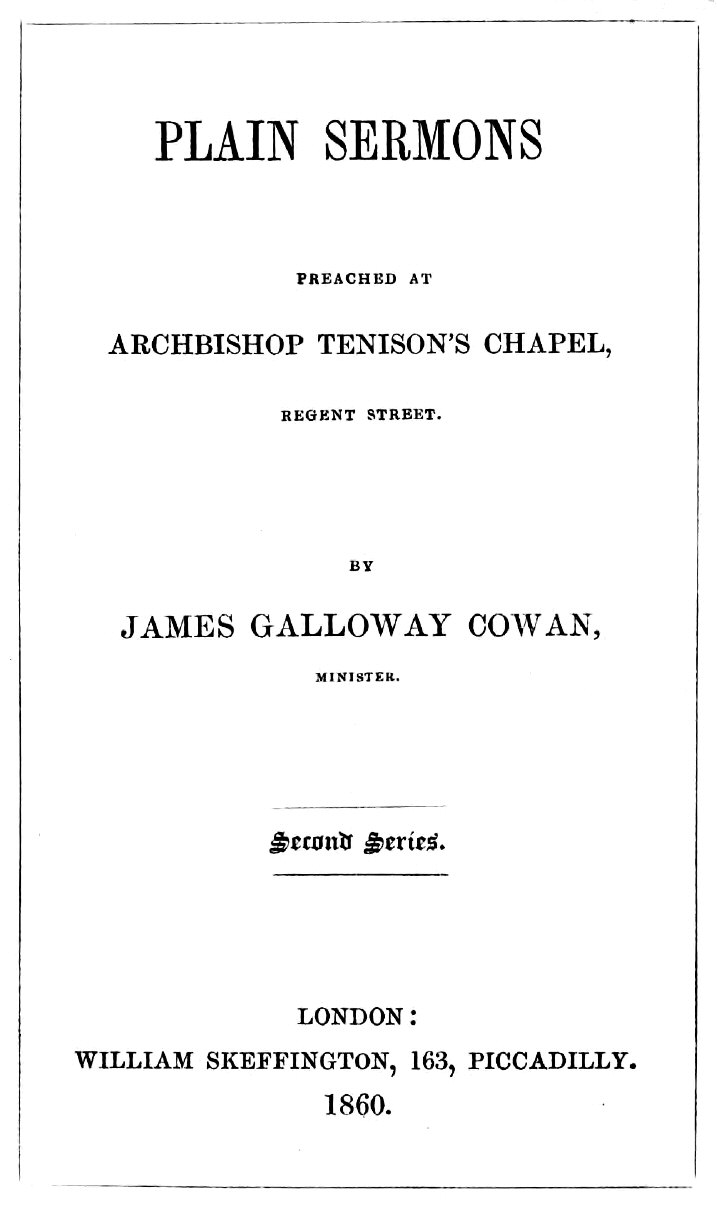 PLAIN SERMONS
PREACHED AT
ARCHBISHOP TENISON'S CHAPEL,
REGENT STREET.
BY
JAMES GALLOWAY COWAN,
MINISTER.
Second Series.
LONDON:
WILLIAM SKEFFINGTON, 163, PICCADILLY.
1860.